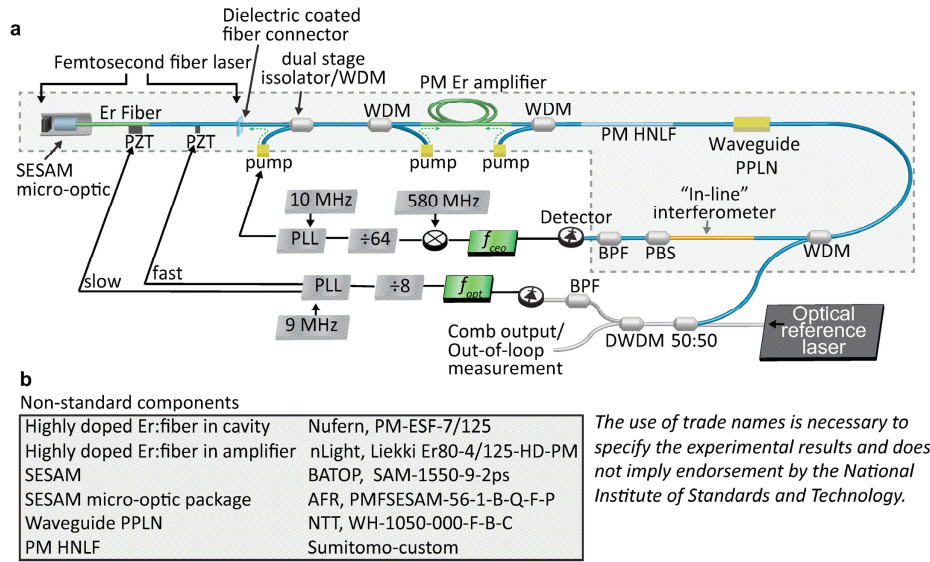 a
Dielectric coated
fiber connector
Femtosecond fiber laser
dual stage
issolator/WDM
PM Er amplifier
Er Fiber
WDM
WDM
PZT
PZT
pump
pump
pump
PM HNLF
Waveguide
PPLN
SESAM
micro-optic
"In-line"
interferometer
10 MHz
580 MHz
Detector
PLL
÷64
fceo
BPF
PBS
WDM
slow
fast
PLL
÷8
fopt
BPF
9 MHz
Comb output/
Out-of-loop
measurement
DWDM
50:50
Optical
reference
laser
b
Non-standard components
Highly doped Er:fiber in cavity Nufern, PM-ESF-7/125
Highly doped Er:fiber in amplifier nLight, Liekki Er80-4/125-HD-PM
SESAM BATOP, SAM-1550-9-2ps
SESAM micro-optic package AFR, PMFSESAM-56-1-B-Q-F-P
Waveguide PPLN NTT, WH-1050-000-F-B-C
PM HNLF Sumitomo-custom
The use of trade names is necessary to
specify the experimental results and does
not imply endorsement by the National
Institute of Standards and Technology.